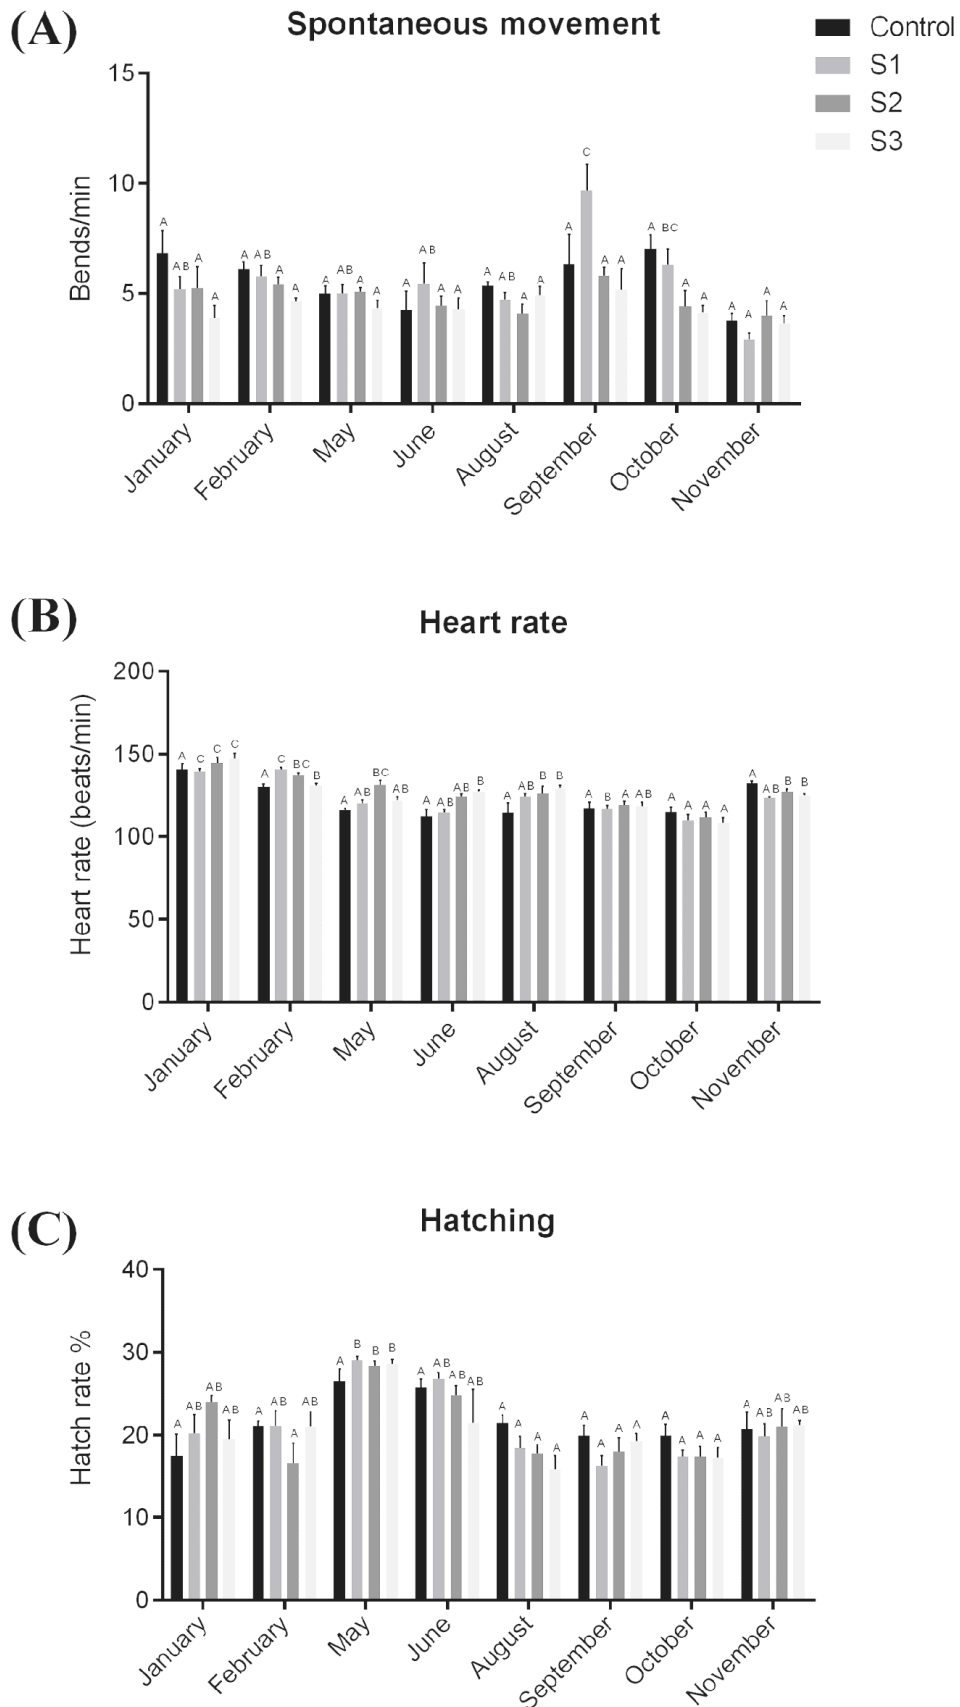 (A)
Spontaneous movement
Control
S1
S2
S3
Bends/min
15
10
5
0
A AB A A
A AB A A
A AB A A
A AB A A
A AB A A
A C A A
A BC A A
A A A A
January
February
May
June
August
September
October
November
(B)
Heart rate
Heart rate (beats/min)
200
150
100
50
0
A C C C
A C BC B
A AB BC AB
A A AB B
A AB B B
A B A AB
A A A A
A AB B B
January
February
May
June
August
September
October
November
(C)
Hatching
Hatch rate %
40
30
20
10
0
A AB AB AB
A AB A AB
A B B B
A AB AB AB
A A A A
A A A A
A A A A
A AB AB AB
January
February
May
June
August
September
October
November